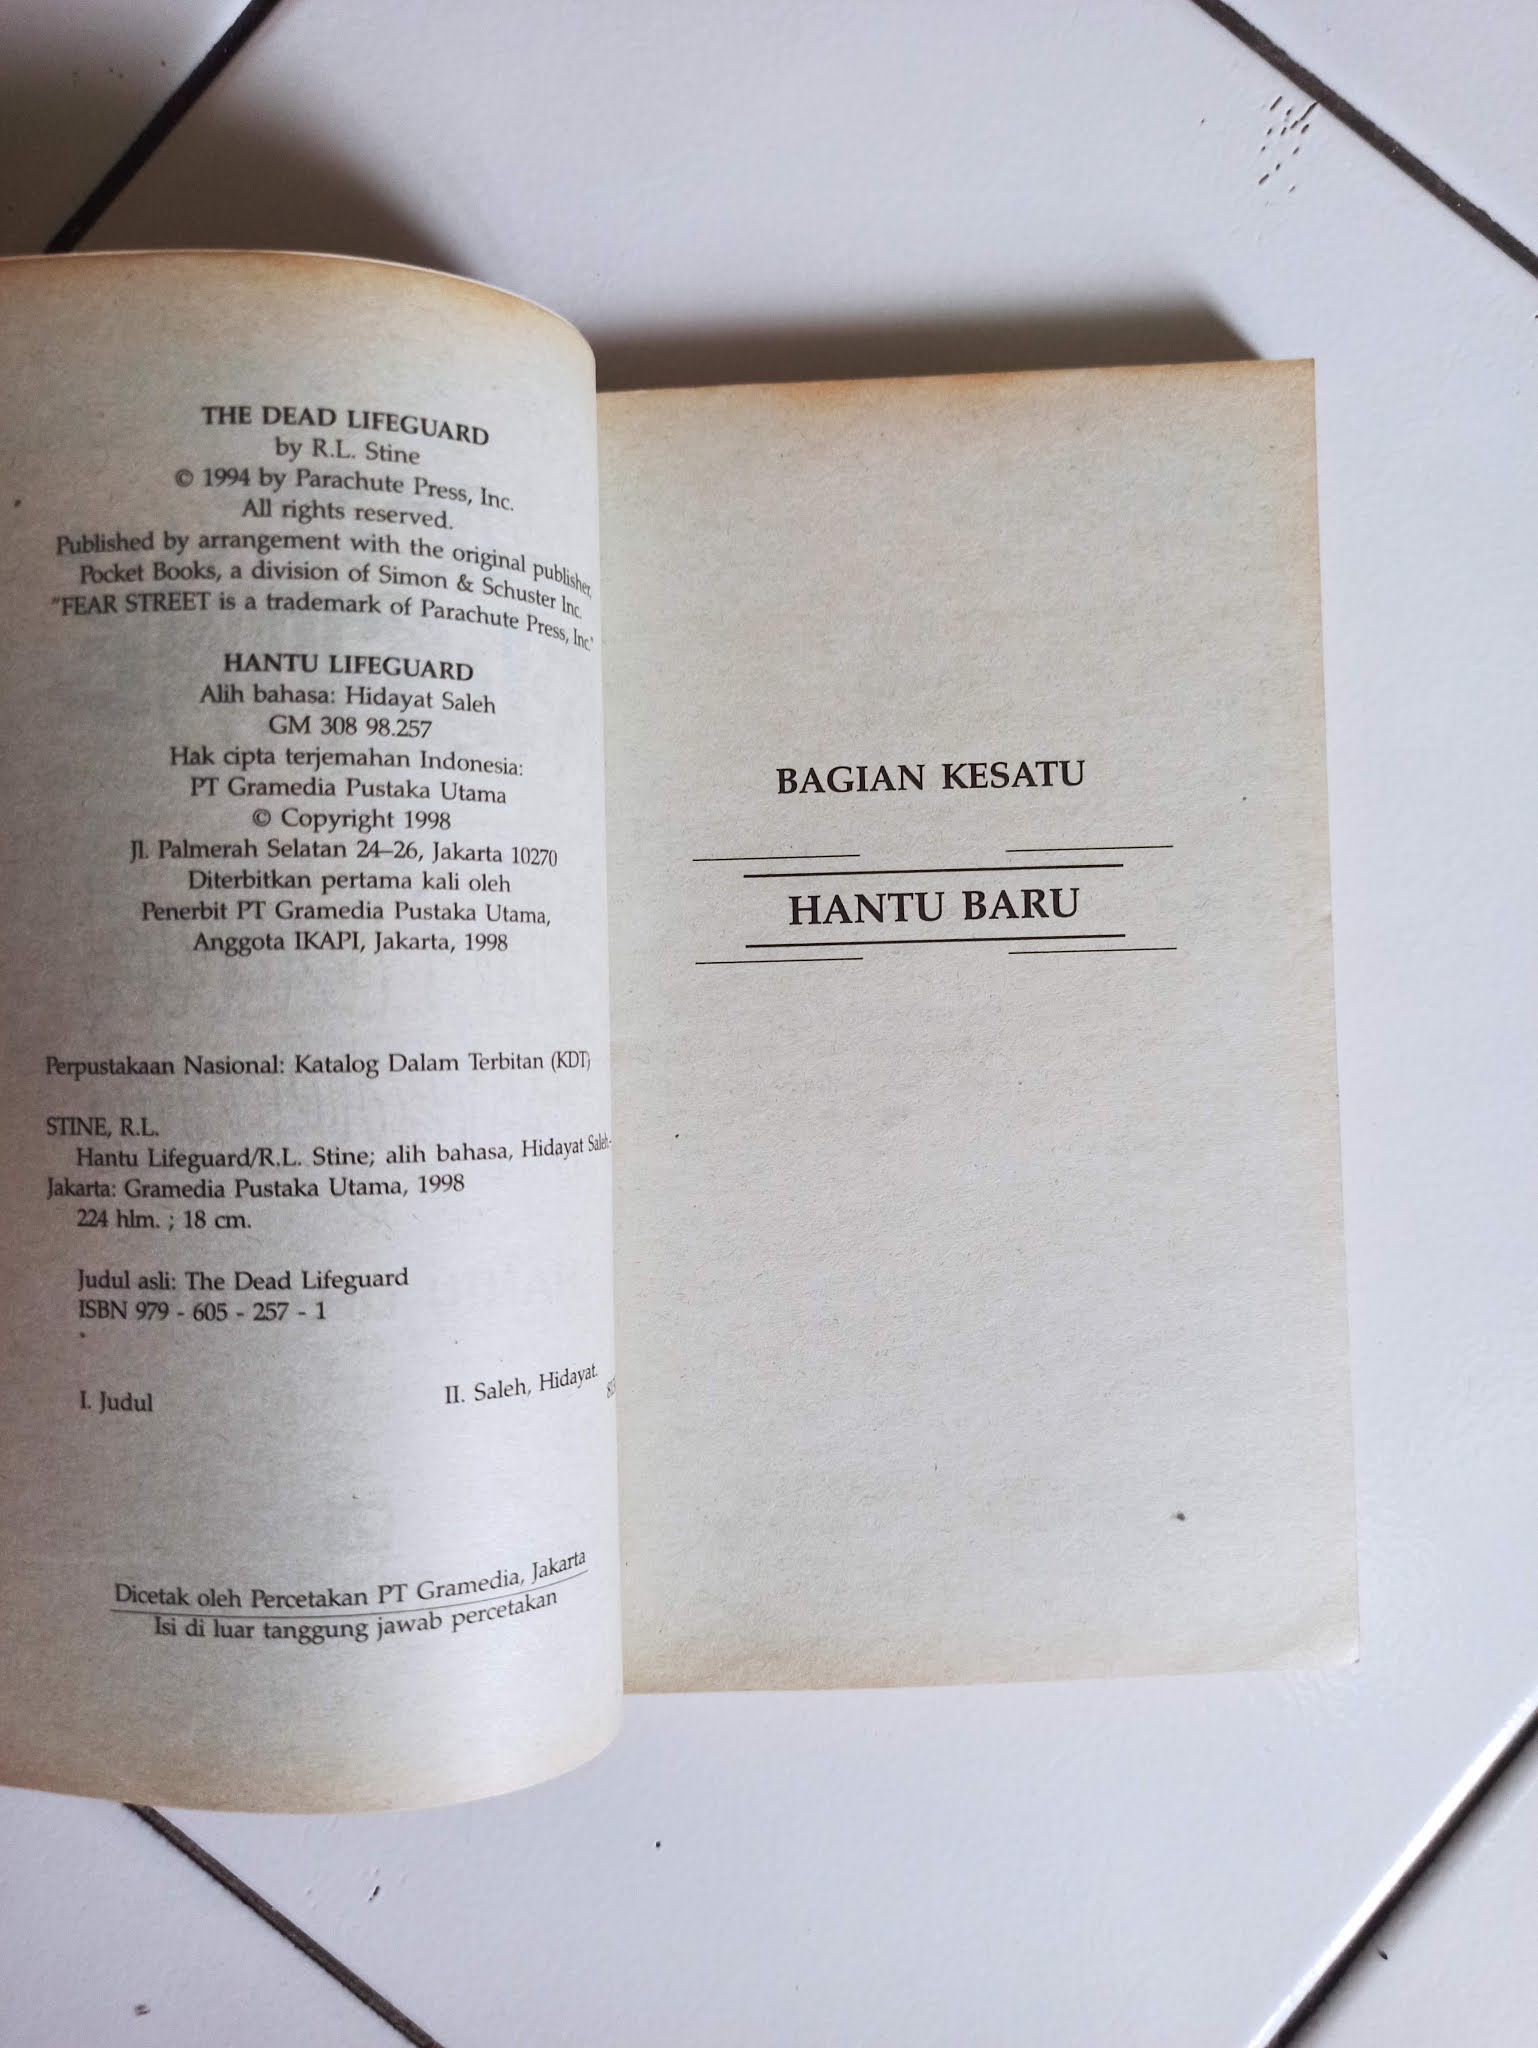 THE DEAD LIFEGUARD
by R.L. Stine
© 1994 by Parachute Press, Inc.
All rights reserved.
Published by arrangement with the original publisher,
Pocket Books, a division of Simon & Schuster Inc.
"FEAR STREET is a trademark of Parachute Press, Inc."
HANTU LIFEGUARD
Alih bahasa: Hidayat Saleh
GM 308 98.257
Hak cipta terjemahan Indonesia:
PT Gramedia Pustaka Utama
© Copyright 1998
Jl. Palmerah Selatan 24–26, Jakarta 10270
Diterbitkan pertama kali oleh
Penerbit PT Gramedia Pustaka Utama,
Anggota IKAPI, Jakarta, 1998
Perpustakaan Nasional: Katalog Dalam Terbitan (KDT)
STINE, R.L.
Hantu Lifeguard/R.L. Stine; alih bahasa, Hidayat Saleh-
Jakarta: Gramedia Pustaka Utama, 1998
224 hlm. ; 18 cm.
Judul asli: The Dead Lifeguard
ISBN 979 - 605 - 257 - 1
I. Judul II. Saleh, Hidayat.
Dicetak oleh Percetakan PT Gramedia, Jakarta
Isi di luar tanggung jawab percetakan
BAGIAN KESATU
HANTU BARU